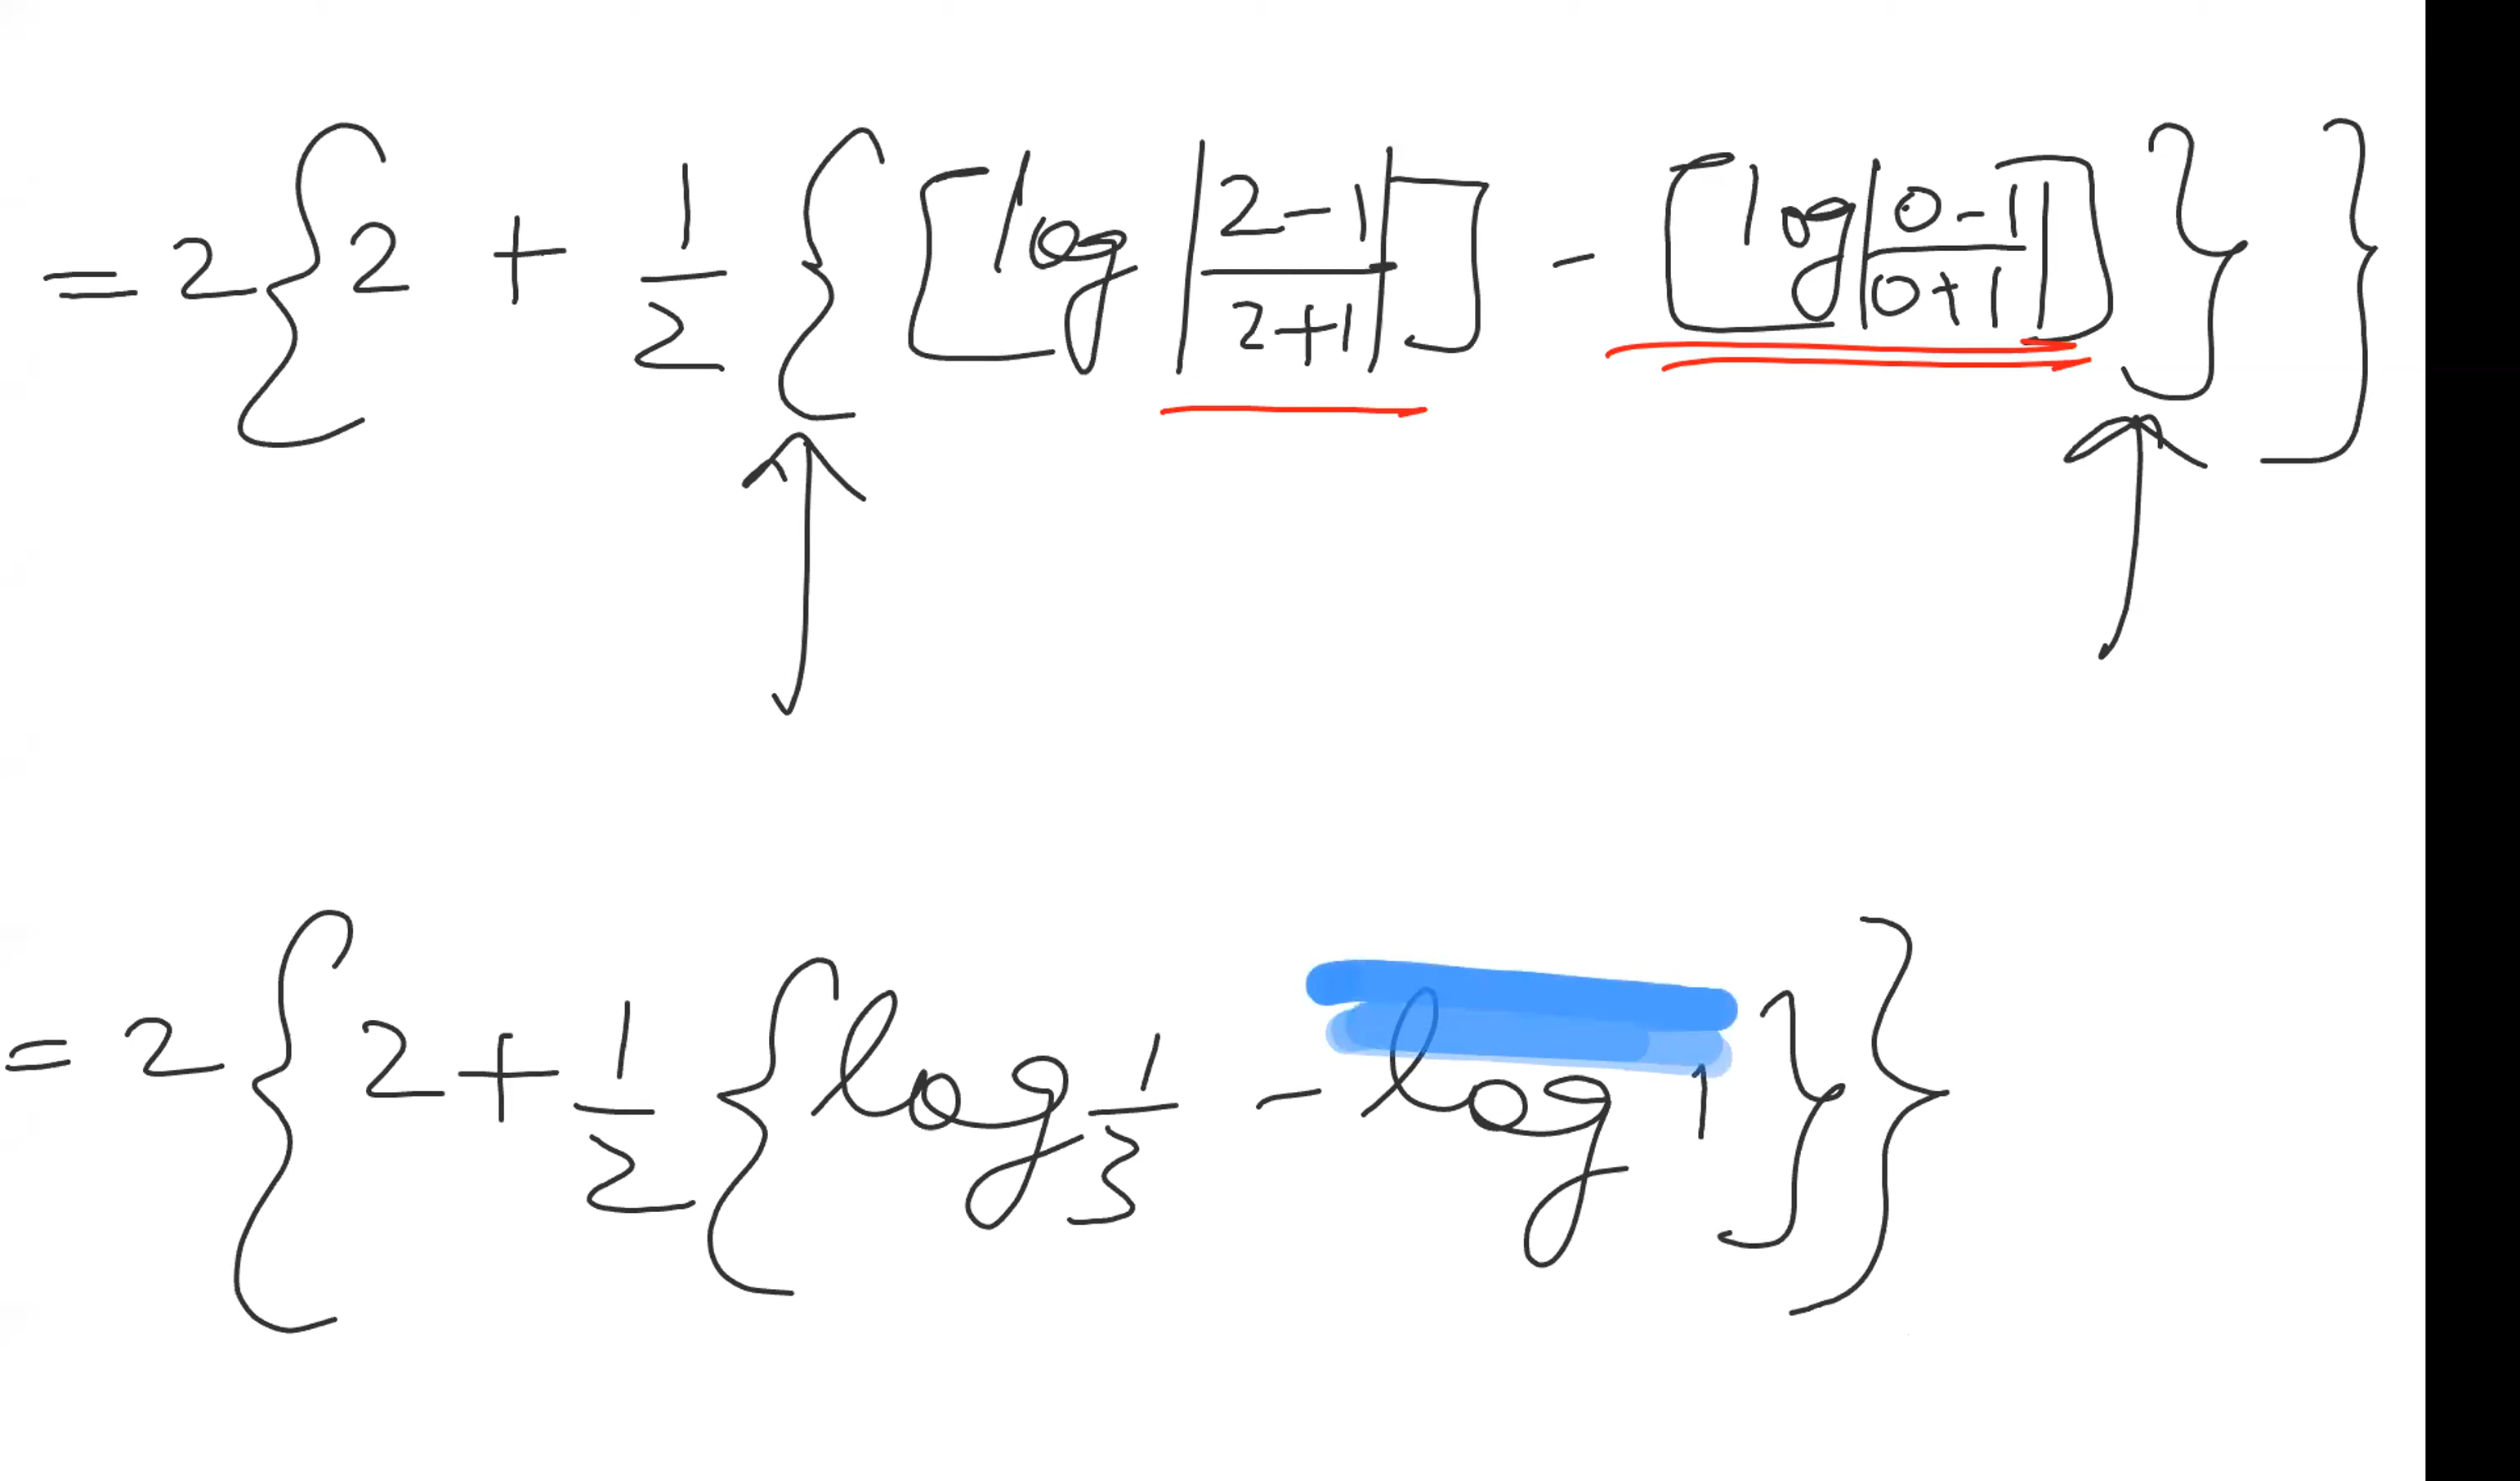 = 2 { 2 + 1/2 { [ log | 2-1 / 2+1 | ] - [ log | 0-1 / 0+1 | ] } }
= 2 { 2 + 1/2 { log 1/3 - log 1 } }